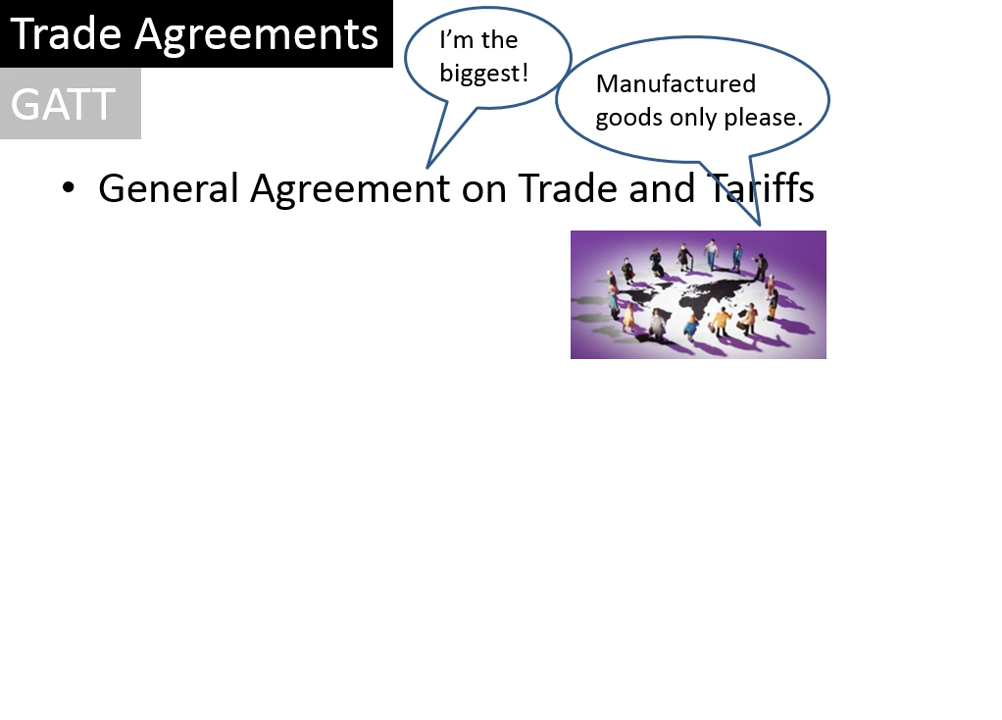 Trade Agreements
GATT
I’m the
biggest!
Manufactured
goods only please.
• General Agreement on Trade and Tariffs